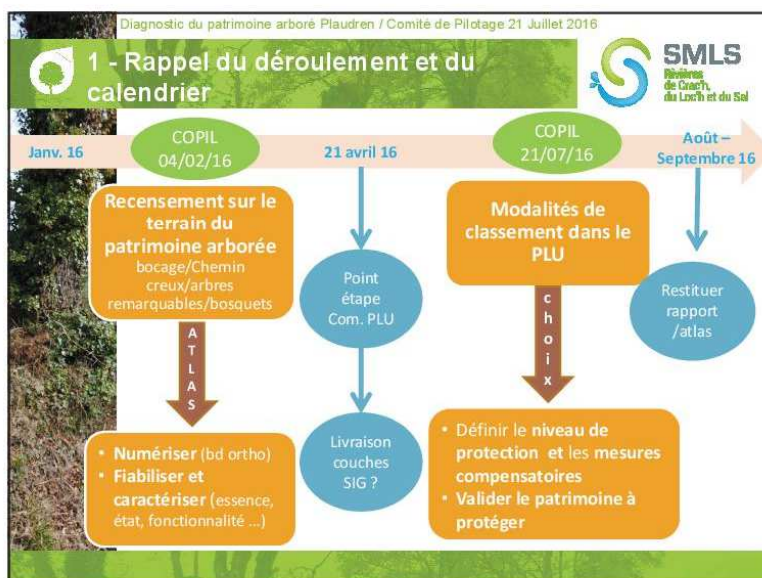 Diagnostic du patrimoine arboré Plaudren / Comité de Pilotage 21 Juillet 2016
1 - Rappel du déroulement et du
calendrier
SMLS
Rivières
de Crac'h,
du Loc'h et du Sal
Janv. 16
COPIL
04/02/16
21 avril 16
COPIL
21/07/16
Août –
Septembre 16
Recensement sur le
terrain du
patrimoine arborée
bocage/Chemin
creux/arbres
remarquables/bosquets
Point
étape
Com. PLU
Modalités de
classement dans le
PLU
Restituer
rapport
/atlas
ATLAS
choix
• Numériser (bd ortho)
• Fiabiliser et
caractériser (essence,
état, fonctionnalité ...)
Livraison
couches
SIG ?
• Définir le niveau de
protection et les mesures
compensatoires
• Valider le patrimoine à
protéger